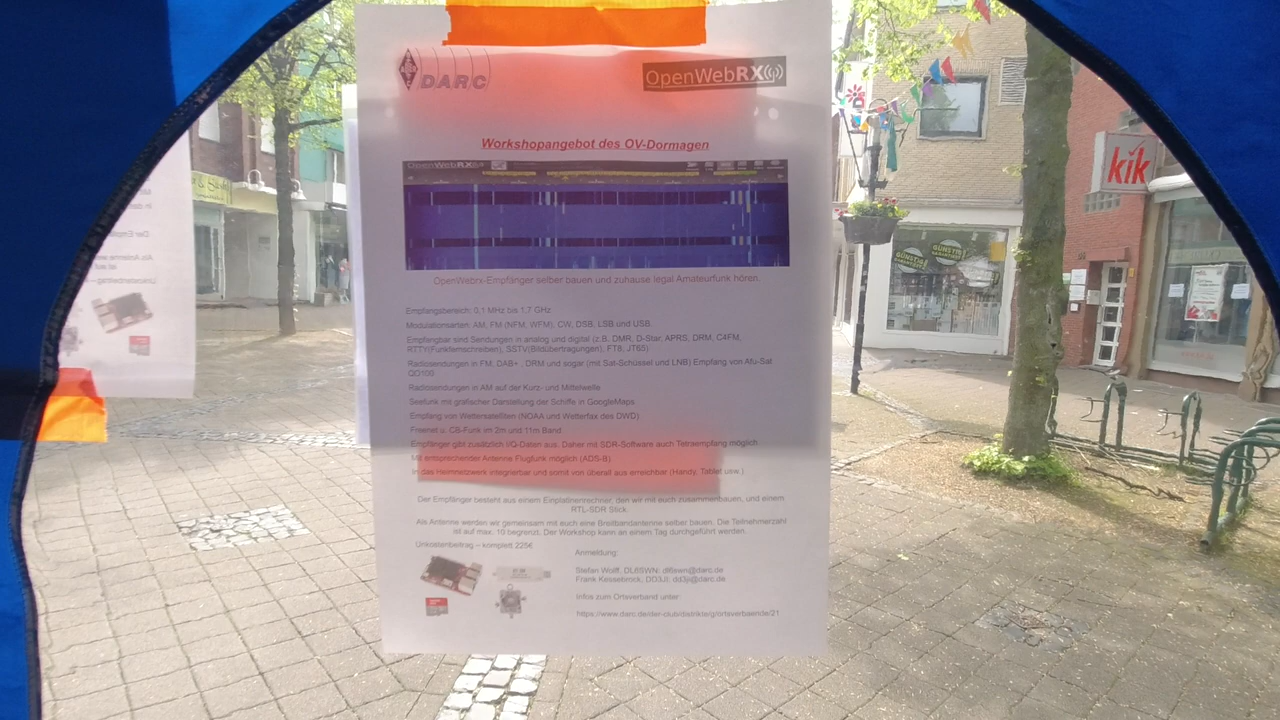 DARC
OpenWebRX
Workshopangebot des OV-Dormagen
OpenWebRX
OpenWebrx-Empfänger selber bauen und zuhause legal Amateurfunk hören.
Empfangsbereich: 0,1 MHz bis 1,7 GHz
Modulationsarten: AM, FM (NFM, WFM), CW, DSB, LSB und USB.
Empfangbar sind Sendungen in analog und digital (z.B. DMR, D-Star, APRS, DRM, C4FM,
RTTY(Funkfernschreiben), SSTV(Bildübertragungen), FT8, JT65)
Radiosendungen in FM, DAB+, DRM und sogar (mit Sat-Schüssel und LNB) Empfang von Afu-Sat
QO100
Radiosendungen in AM auf der Kurz- und Mittelwelle
Seefunk mit grafischer Darstellung der Schiffe in GoogleMaps
Empfang von Wettersatelliten (NOAA und Wetterfax des DWD)
Freenet u. CB-Funk im 2m und 11m Band
Empfänger gibt zusätzlich I/Q-Daten aus. Daher mit SDR-Software auch Tetraempfang möglich
Mit entsprechender Antenne Flugfunk möglich (ADS-B)
In das Heimnetzwerk integrierbar und somit von überall aus erreichbar (Handy, Tablet usw.)
Der Empfänger besteht aus einem Einplatinenrechner, den wir mit euch zusammenbauen, und einem
RTL-SDR Stick.
Als Antenne werden wir gemeinsam mit euch eine Breitbandantenne selber bauen. Die Teilnehmerzahl
ist auf max. 10 begrenzt. Der Workshop kann an einem Tag durchgeführt werden.
Unkostenbeitrag – komplett 225€
Anmeldung:
Stefan Wolff, DL6SWN: dl6swn@darc.de
Frank Kessebrock, DD3JI: dd3ji@darc.de
Infos zum Ortsverband unter:
https://www.darc.de/der-club/distrikte/g/ortsverbaende/21
kik
GÜNSTIG
GÜNSTIG